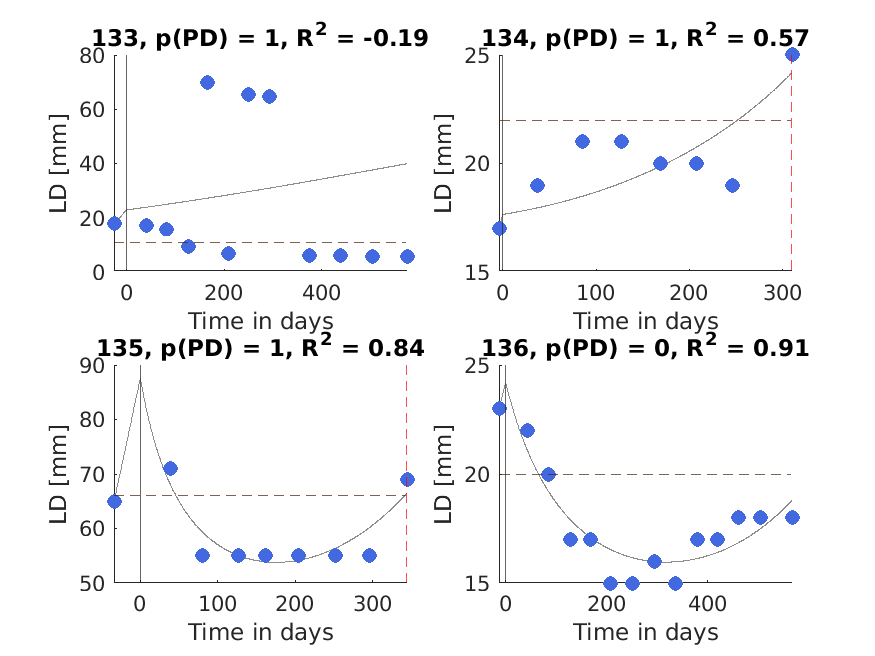 133, p(PD) = 1, R2 = -0.19
80
60
40
20
0
LD [mm]
0 200 400
Time in days
134, p(PD) = 1, R2 = 0.57
25
20
15
LD [mm]
0 100 200 300
Time in days
135, p(PD) = 1, R2 = 0.84
90
80
70
60
50
LD [mm]
0 100 200 300
Time in days
136, p(PD) = 0, R2 = 0.91
25
20
15
LD [mm]
0 200 400
Time in days